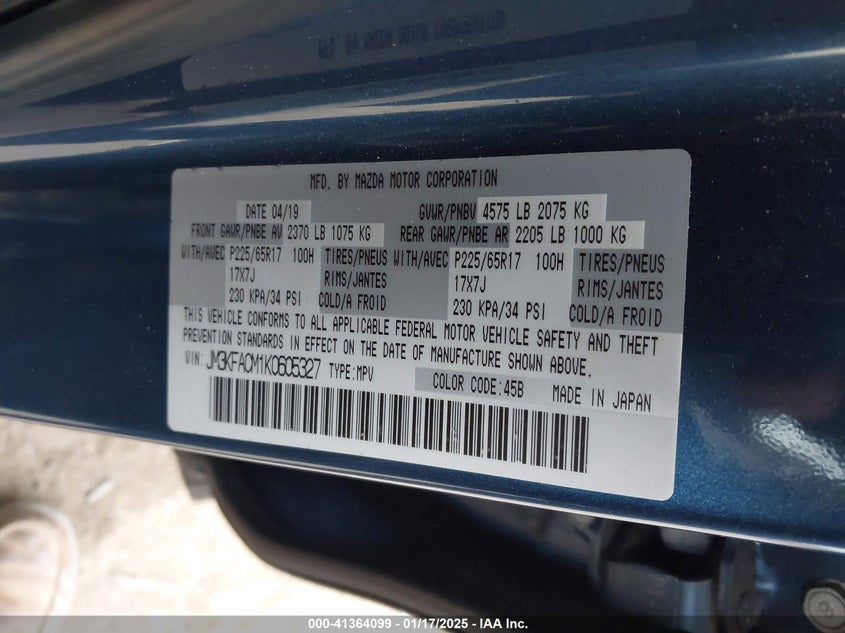 MFD. BY MAZDA MOTOR CORPORATION
DATE 04/19 GVWR/PNBV 4575 LB 2075 KG
FRONT GAWR/PNBE AV 2370 LB 1075 KG REAR GAWR/PNBE AR 2205 LB 1000 KG
WITH/AVEC P225/65R17 100H TIRES/PNEUS WITH/AVEC P225/65R17 100H TIRES/PNEUS
17X7J RIMS/JANTES 17X7J RIMS/JANTES
230 KPA/34 PSI COLD/A FROID 230 KPA/34 PSI COLD/A FROID
THIS VEHICLE CONFORMS TO ALL APPLICABLE FEDERAL MOTOR VEHICLE SAFETY AND THEFT
PREVENTION STANDARDS IN EFFECT ON THE DATE OF MANUFACTURE SHOWN ABOVE.
VIN: JM3KFACM1K0605327 TYPE:MPV COLOR CODE:45B MADE IN JAPAN
000-41364099 - 01/17/2025 - IAA Inc.